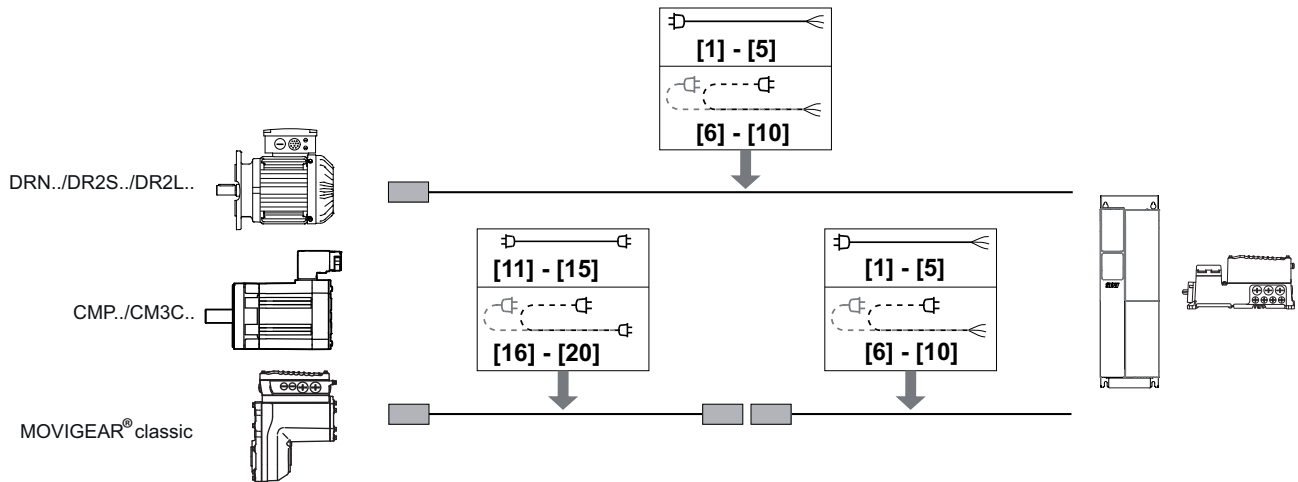 [1] - [5]
[6] - [10]
DRN../DR2S../DR2L..
[11] - [15]
[1] - [5]
CMP../CM3C..
[16] - [20]
[6] - [10]
MOVIGEAR® classic